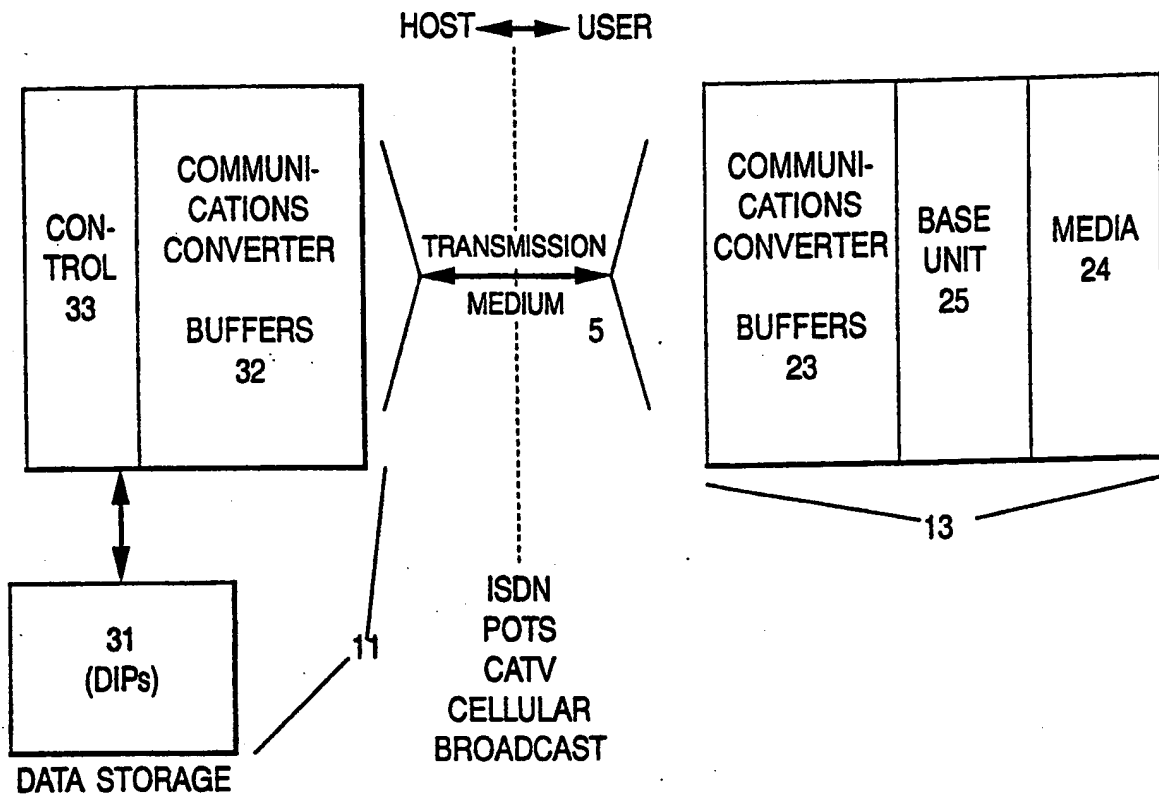 HOST USER
CON-
TROL
33
COMMUNI-
CATIONS
CONVERTER
BUFFERS
32
TRANSMISSION
MEDIUM
5
COMMUNI-
CATIONS
CONVERTER
BUFFERS
23
BASE
UNIT
25
MEDIA
24
13
31
(DIPs)
DATA STORAGE
11
ISDN
POTS
CATV
CELLULAR
BROADCAST